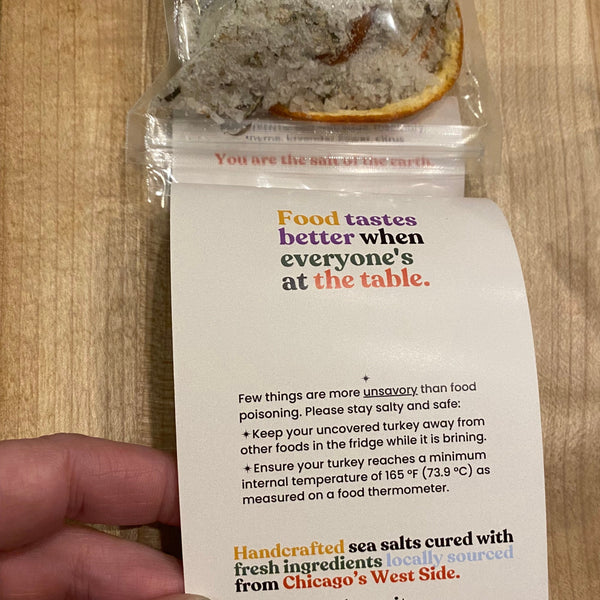 You are the salt of the earth.
Food tastes
better when
everyone's
at the table.
Few things are more unsavory than food
poisoning. Please stay salty and safe:
✦Keep your uncovered turkey away from
other foods in the fridge while it is brining.
✦Ensure your turkey reaches a minimum
internal temperature of 165 °F (73.9 °C) as
measured on a food thermometer.
Handcrafted sea salts cured with
fresh ingredients locally sourced
from Chicago's West Side.